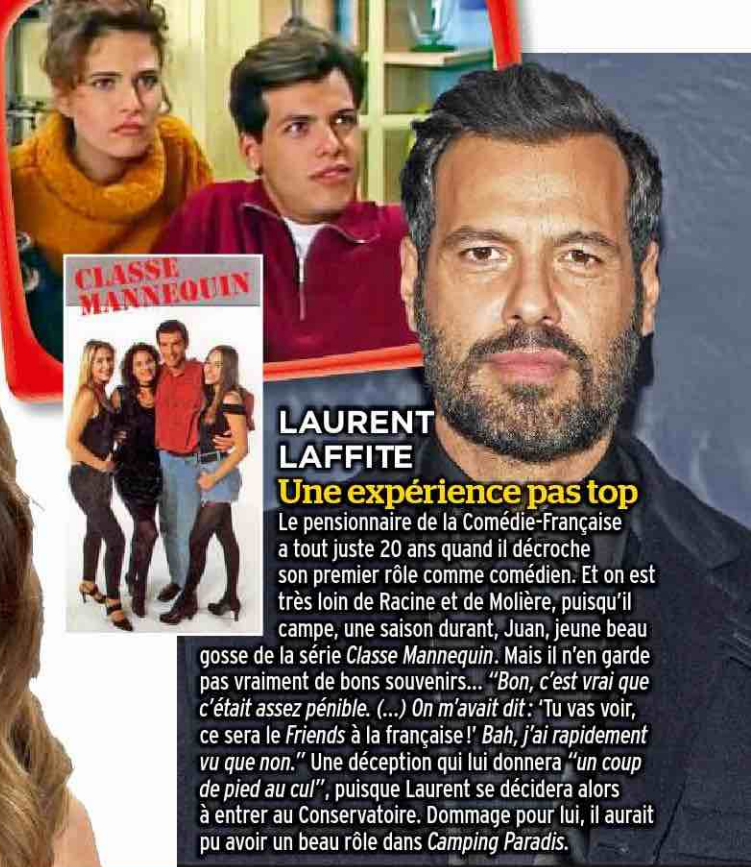 CLASSE
MANNEQUIN
LAURENT
LAFFITE
Une expérience pas top
Le pensionnaire de la Comédie-Française
a tout juste 20 ans quand il décroche
son premier rôle comme comédien. Et on est
très loin de Racine et de Molière, puisqu'il
campe, une saison durant, Juan, jeune beau
gosse de la série Classe Mannequin. Mais il n'en garde
pas vraiment de bons souvenirs... “Bon, c'est vrai que
c'était assez pénible. (...) On m'avait dit : ‘Tu vas voir,
ce sera le Friends à la française !’ Bah, j'ai rapidement
vu que non.” Une déception qui lui donnera “un coup
de pied au cul”, puisque Laurent se décidera alors
à entrer au Conservatoire. Dommage pour lui, il aurait
pu avoir un beau rôle dans Camping Paradis.